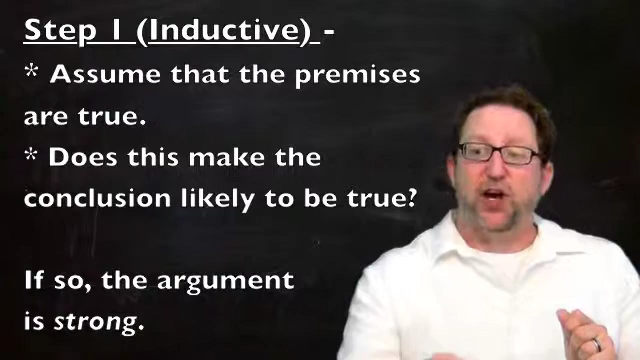 Step 1 (Inductive) -
* Assume that the premises
are true.
* Does this make the
conclusion likely to be true?
If so, the argument
is strong.